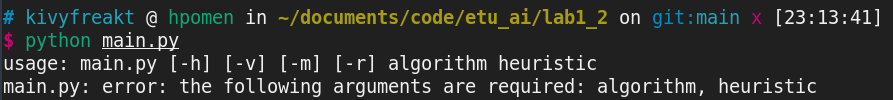 # kivyfreakt @ hpomen in ~/documents/code/etu_ai/lab1_2 on git:main x [23:13:41]
$ python main.py
usage: main.py [-h] [-v] [-m] [-r] algorithm heuristic
main.py: error: the following arguments are required: algorithm, heuristic